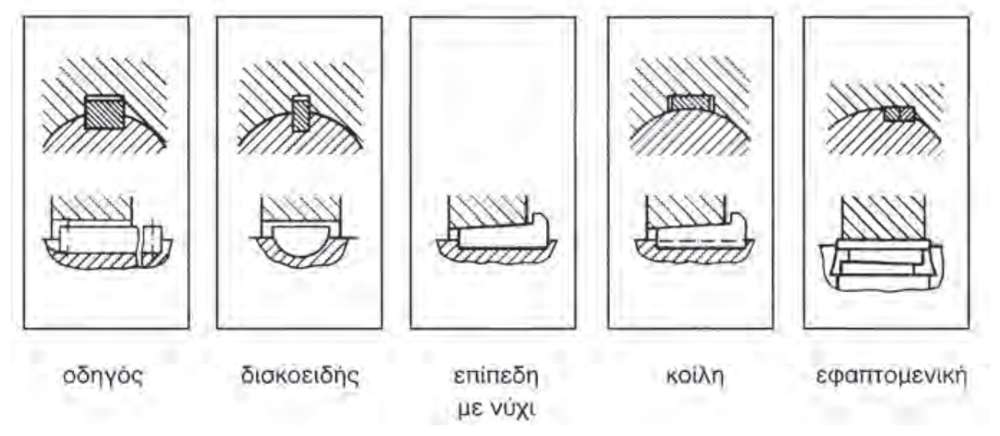 οδηγός
δισκοειδής
επίπεδη
με νύχι
κοίλη
εφαπτομενική